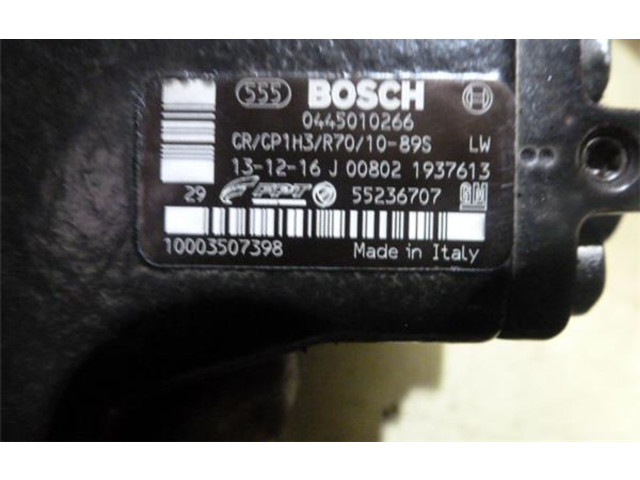 555 BOSCH
0445010266
CR/CP1H3/R70/10-89S LW
13-12-16 J 00802 1937613
29 FPT 55236707 GM
10003507398 Made in Italy